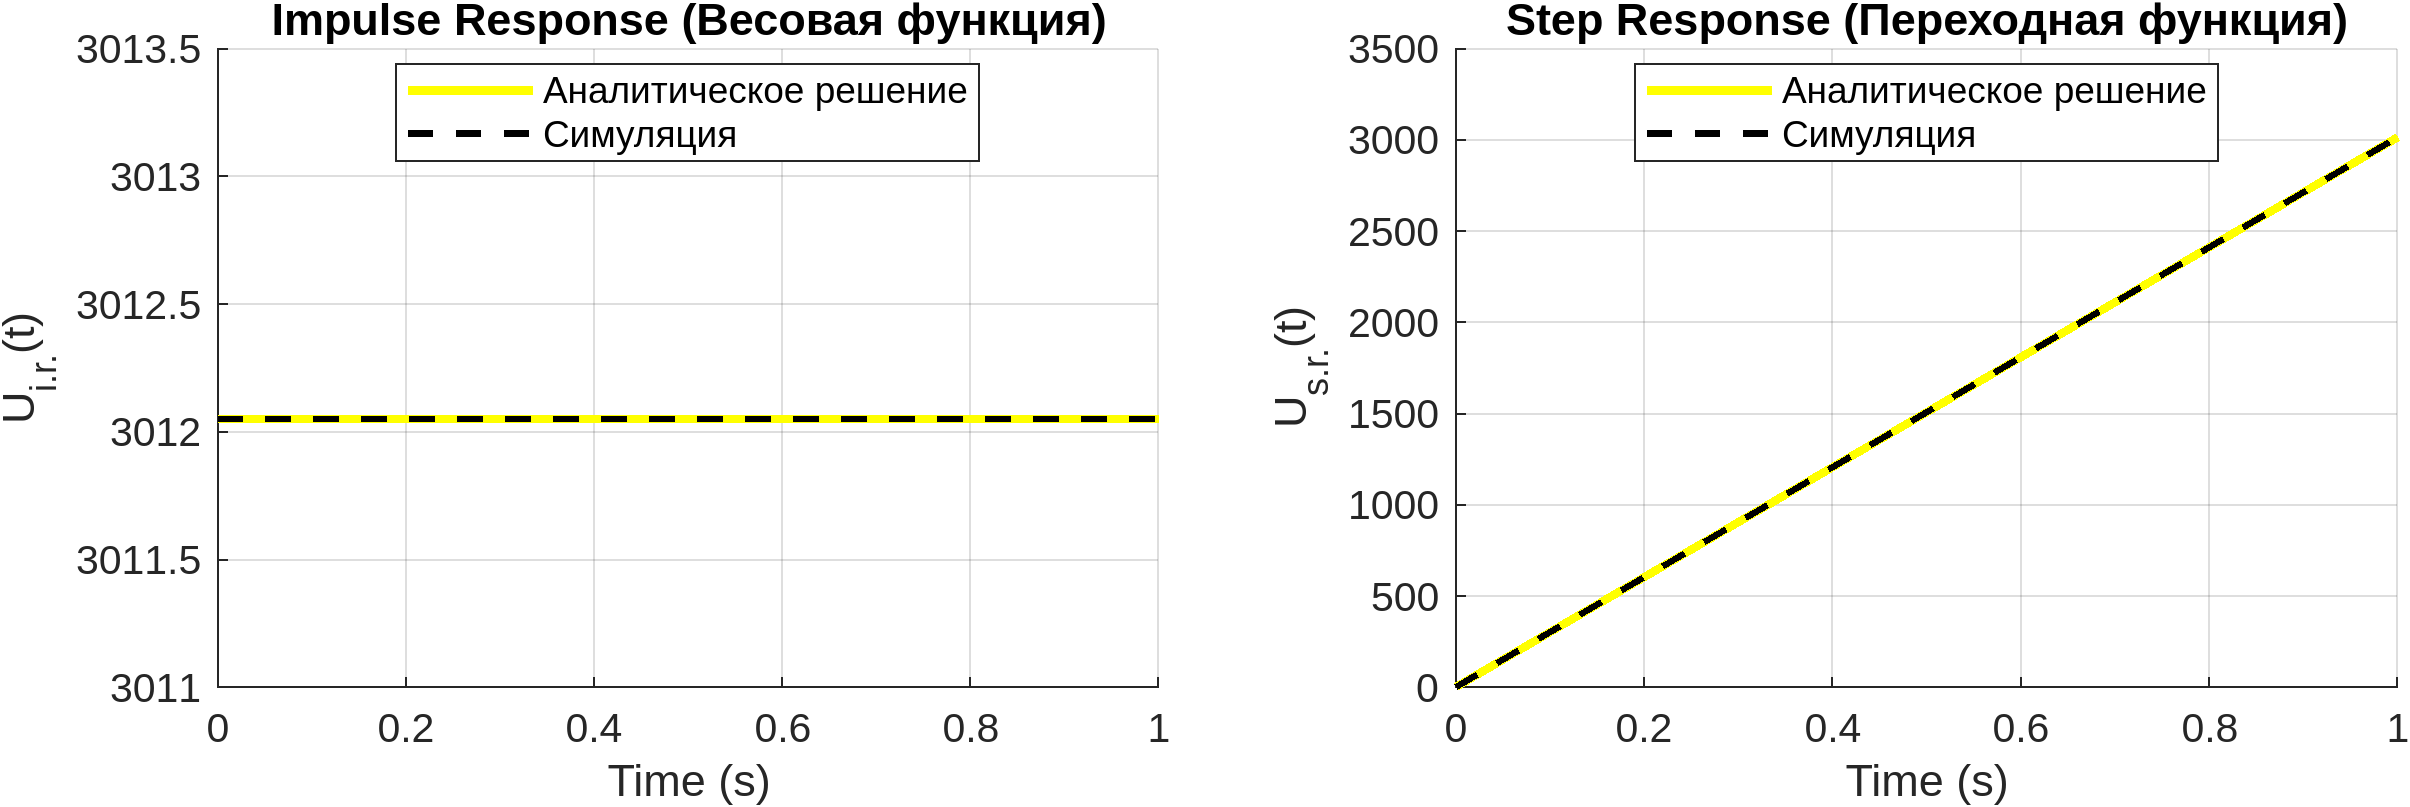 Impulse Response (Весовая функция)
3013.5
3013
3012.5
3012
3011.5
3011
Аналитическое решение
Симуляция
U_i.r.(t)
0 0.2 0.4 0.6 0.8 1
Time (s)
Step Response (Переходная функция)
3500
3000
2500
2000
1500
1000
500
0
Аналитическое решение
Симуляция
U_s.r.(t)
0 0.2 0.4 0.6 0.8 1
Time (s)